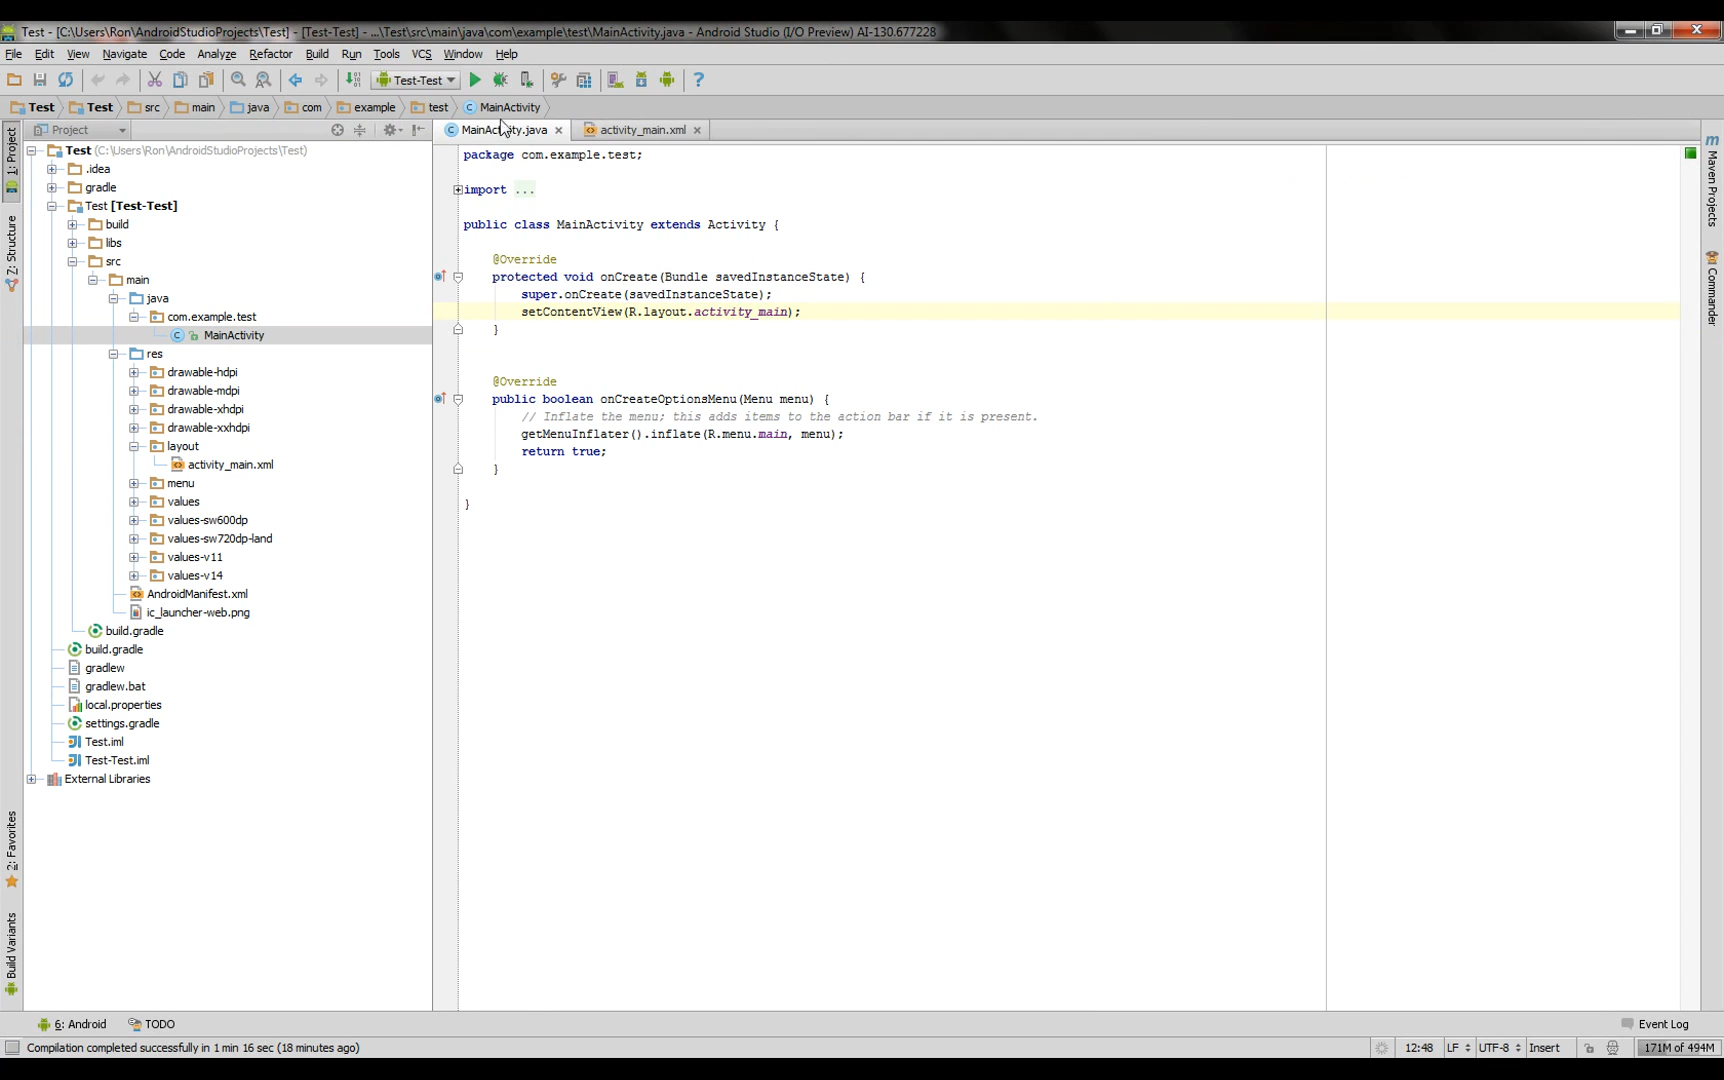 Test - [C:\Users\Ron\AndroidStudioProjects\Test] - [Test-Test] - ...\Test\src\main\java\com\example\test\MainActivity.java - Android Studio (I/O Preview) AI-130.677228
File Edit View Navigate Code Analyze Refactor Build Run Tools VCS Window Help
Test-Test
Test Test src main java com example test MainActivity
1: Project
7: Structure
2: Favorites
Build Variants
Project
Test (C:\Users\Ron\AndroidStudioProjects\Test)
.idea
gradle
Test [Test-Test]
build
libs
src
main
java
com.example.test
MainActivity
res
drawable-hdpi
drawable-mdpi
drawable-xhdpi
drawable-xxhdpi
layout
activity_main.xml
menu
values
values-sw600dp
values-sw720dp-land
values-v11
values-v14
AndroidManifest.xml
ic_launcher-web.png
build.gradle
build.gradle
gradlew
gradlew.bat
local.properties
settings.gradle
Test.iml
Test-Test.iml
External Libraries
MainActivity.java activity_main.xml
package com.example.test;
import ...
public class MainActivity extends Activity {
@Override
protected void onCreate(Bundle savedInstanceState) {
super.onCreate(savedInstanceState);
setContentView(R.layout.activity_main);
}
@Override
public boolean onCreateOptionsMenu(Menu menu) {
// Inflate the menu; this adds items to the action bar if it is present.
getMenuInflater().inflate(R.menu.main, menu);
return true;
}
}
Maven Projects
Commander
6: Android TODO Event Log
Compilation completed successfully in 1 min 16 sec (18 minutes ago) 12:48 LF UTF-8 Insert 171M of 494M